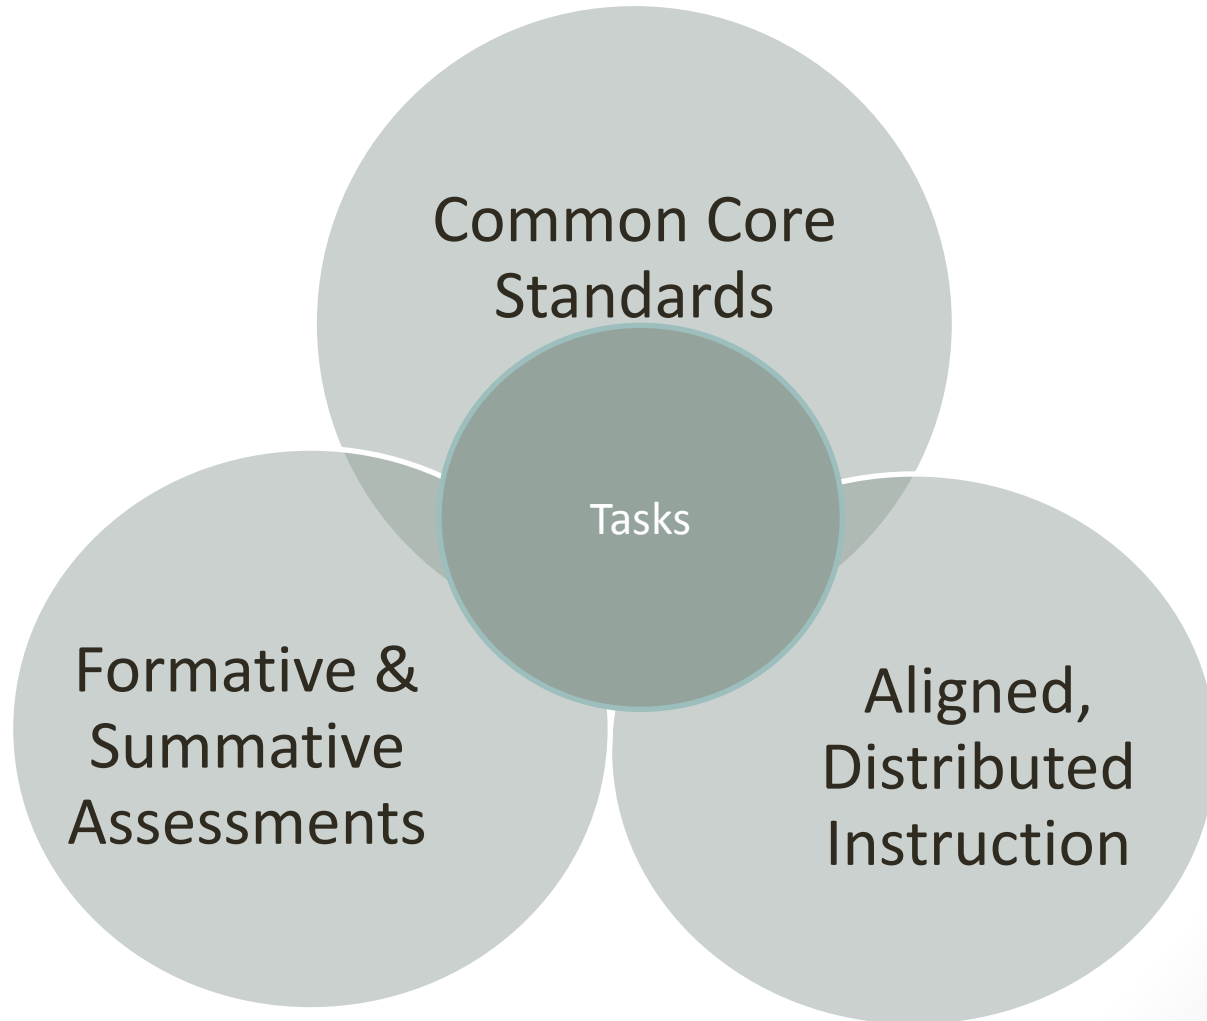 Common Core
Standards
Tasks
Formative &
Summative
Assessments
Aligned,
Distributed
Instruction